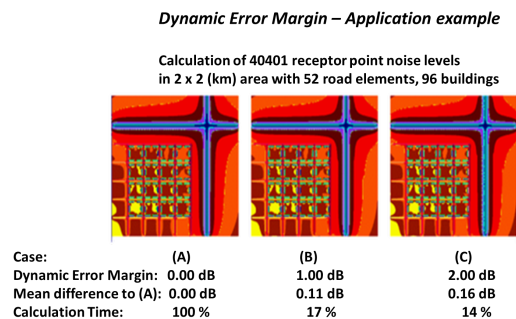 Dynamic Error Margin – Application example
Calculation of 40401 receptor point noise levels
in 2 x 2 (km) area with 52 road elements, 96 buildings
Case: (A) (B) (C)
Dynamic Error Margin: 0.00 dB 1.00 dB 2.00 dB
Mean difference to (A): 0.00 dB 0.11 dB 0.16 dB
Calculation Time: 100 % 17 % 14 %